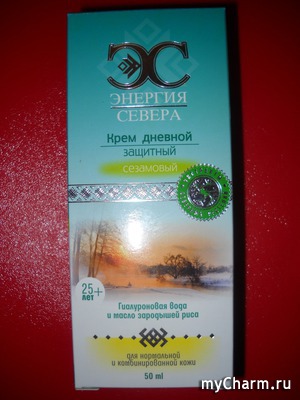 ЭС
ЭНЕРГИЯ
СЕВЕРА
Крем дневной
защитный
сезамовый
25+
лет
Гиалуроновая вода
и масло зародышей риса
для нормальной
и комбинированной кожи
50 ml
myCharm.ru